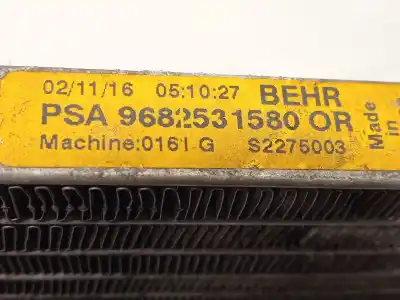 02/11/16 05:10:27 BEHR
PSA 9682531580 OR
Machine:0161 G S2275003
Made
in